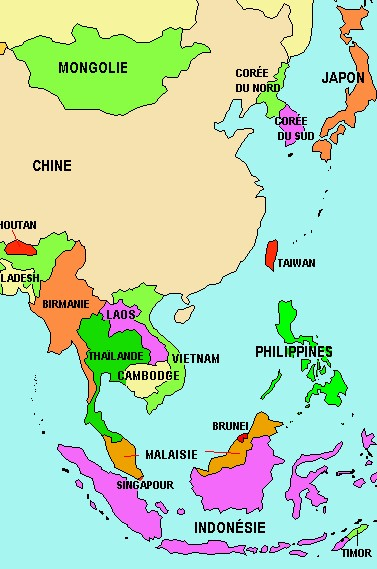 MONGOLIE
CORÉE
DU NORD
JAPON
CORÉE
DU SUD
CHINE
HOUTAN
TAIWAN
LADESH
BIRMANIE
LAOS
THAÏLANDE
VIETNAM
PHILIPPINES
CAMBODGE
BRUNEI
MALAISIE
SINGAPOUR
INDONÉSIE
TIMOR